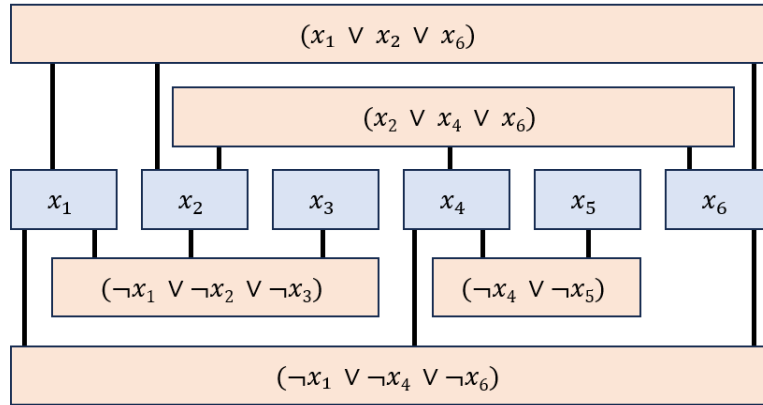 (x₁ ∨ x₂ ∨ x₆)
(x₂ ∨ x₄ ∨ x₆)
x₁ x₂ x₃ x₄ x₅ x₆
(¬x₁ ∨ ¬x₂ ∨ ¬x₃) (¬x₄ ∨ ¬x₅)
(¬x₁ ∨ ¬x₄ ∨ ¬x₆)